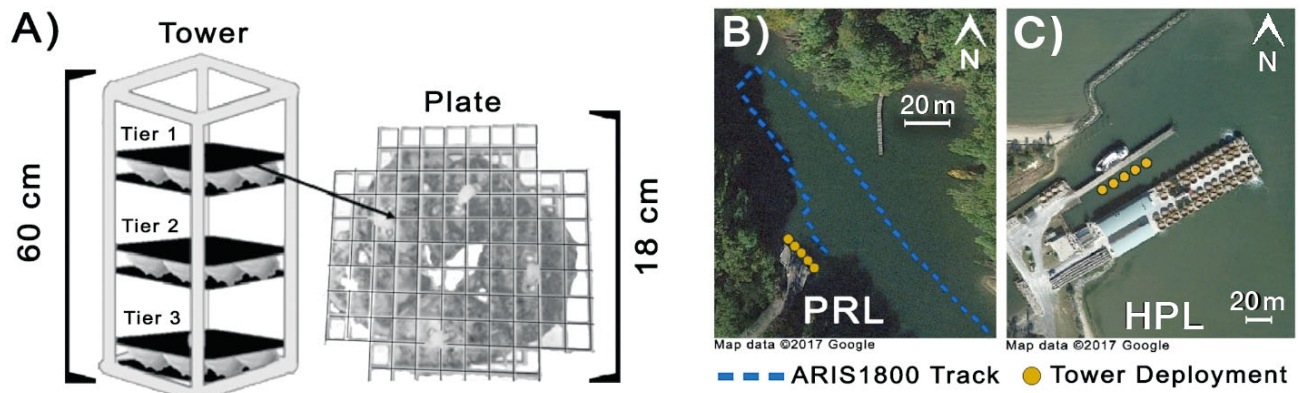 A)
Tower
60 cm
Tier 1
Tier 2
Tier 3
Plate
18 cm
B)
N
20 m
PRL
Map data ©2017 Google
C)
N
20 m
HPL
Map data ©2017 Google
ARIS1800 Track
Tower Deployment